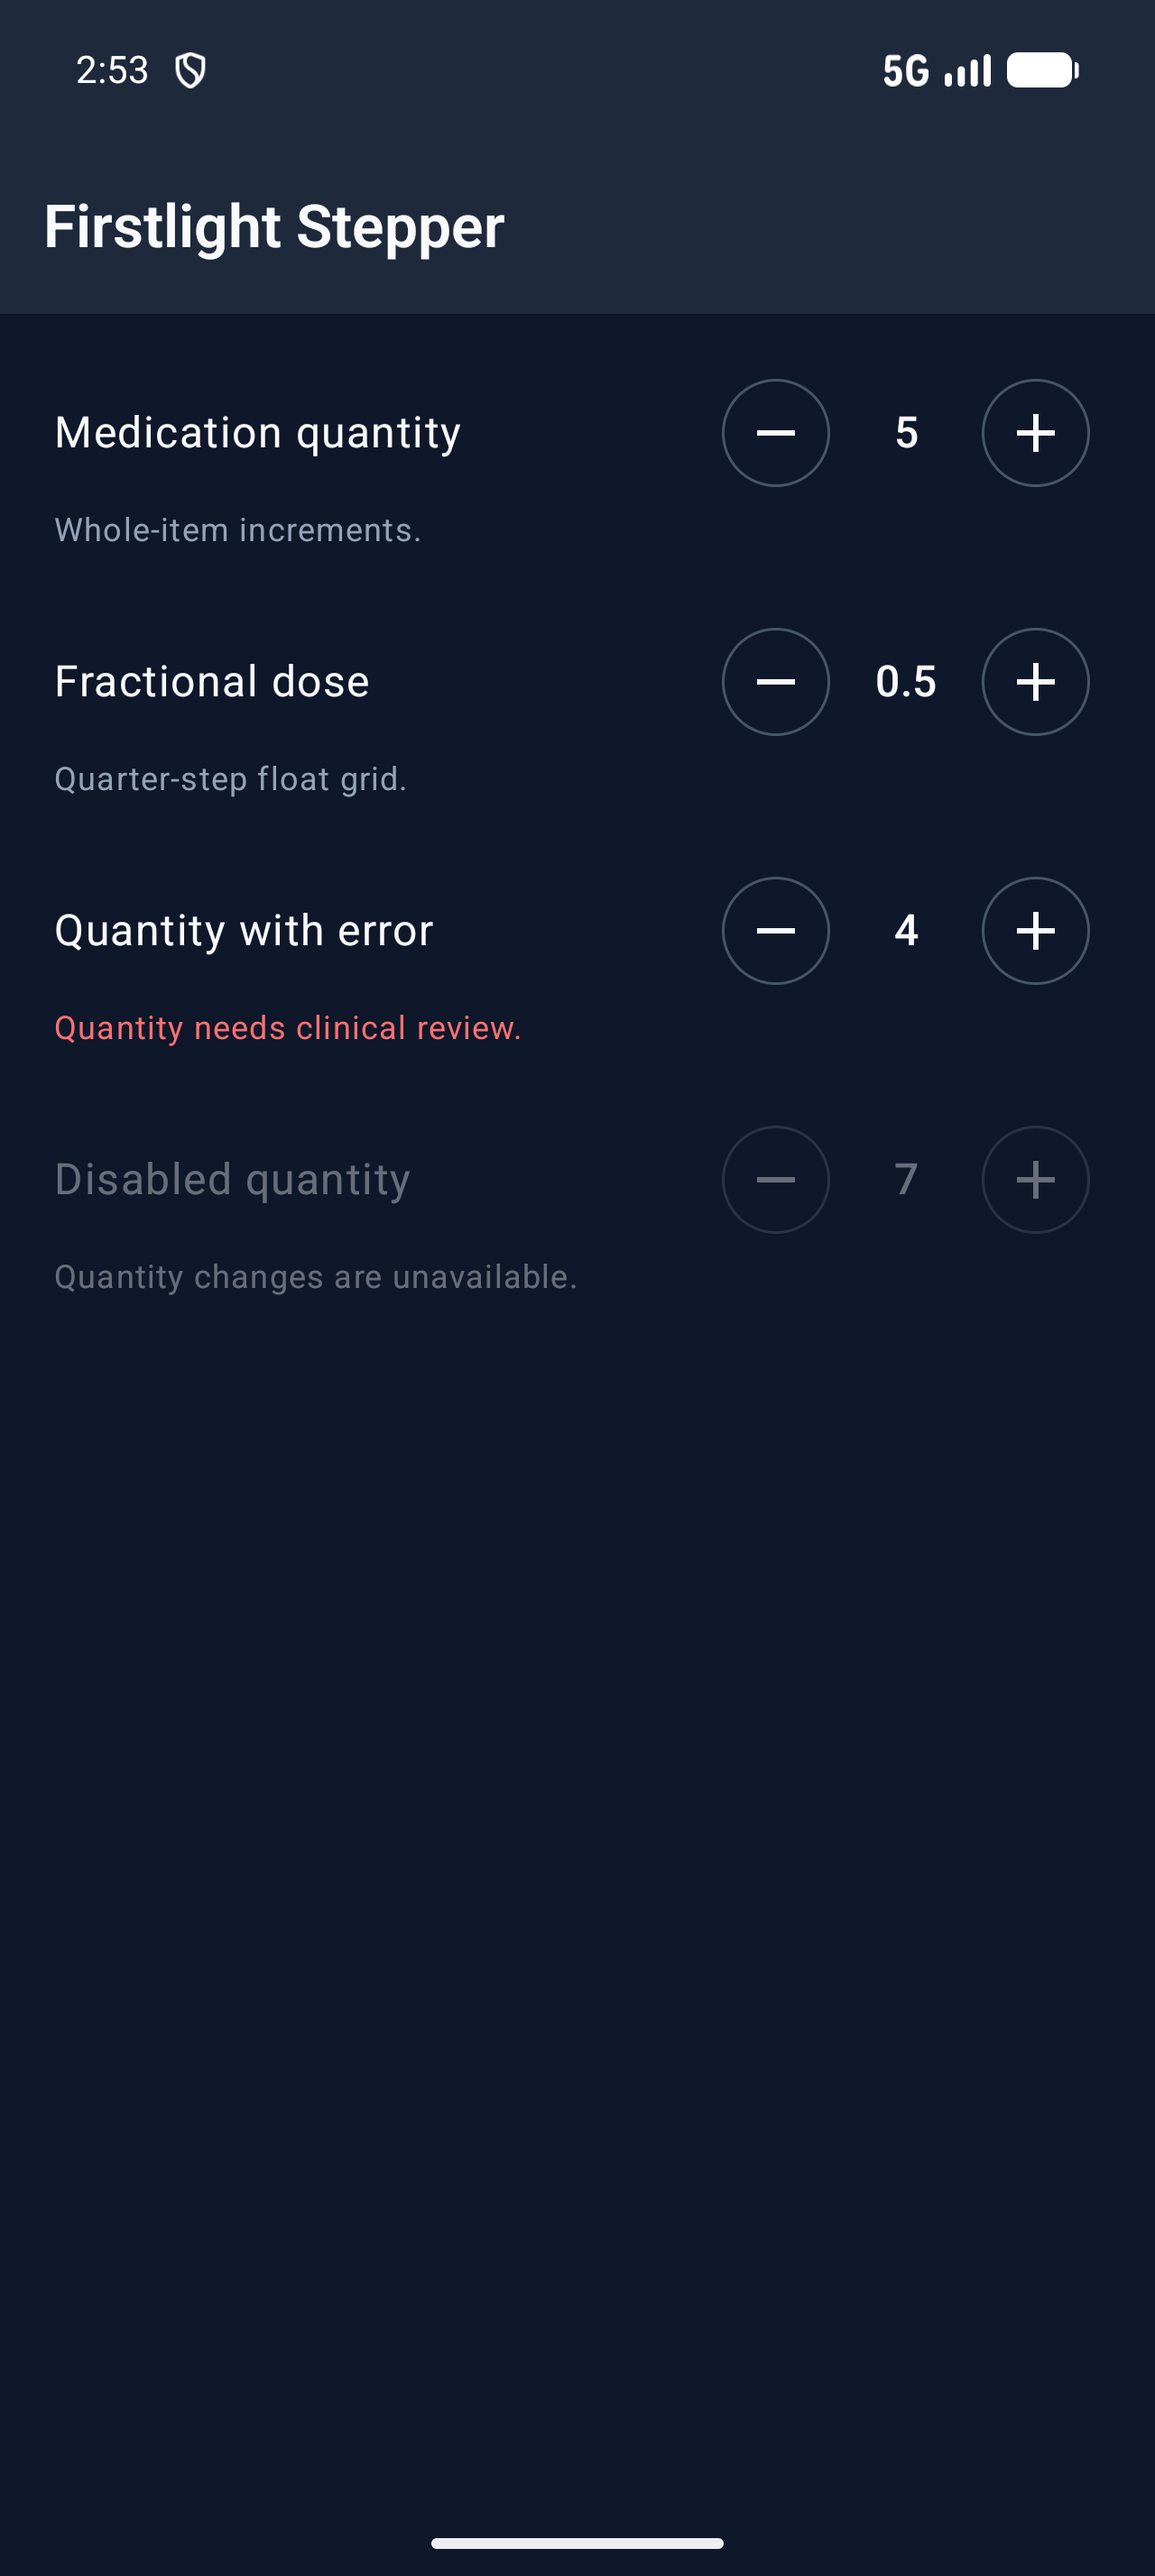 2:53 5G
Firstlight Stepper
Medication quantity 5
Whole-item increments.
Fractional dose 0.5
Quarter-step float grid.
Quantity with error 4
Quantity needs clinical review.
Disabled quantity 7
Quantity changes are unavailable.